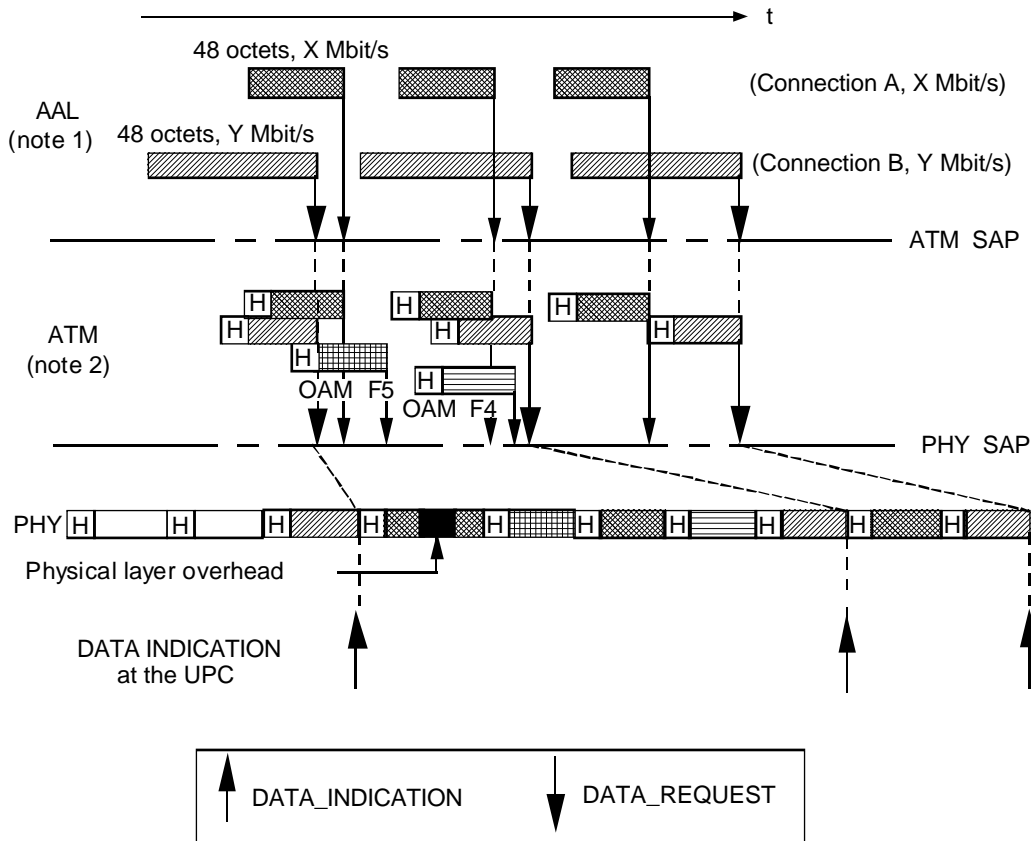 t
48 octets, X Mbit/s
(Connection A, X Mbit/s)
AAL
(note 1)
48 octets, Y Mbit/s
(Connection B, Y Mbit/s)
ATM SAP
H H H
H H H
ATM
(note 2)
H
OAM F5
H
OAM F4
PHY SAP
PHY H H H H H H H H H
Physical layer overhead
DATA INDICATION
at the UPC
DATA_INDICATION
DATA_REQUEST